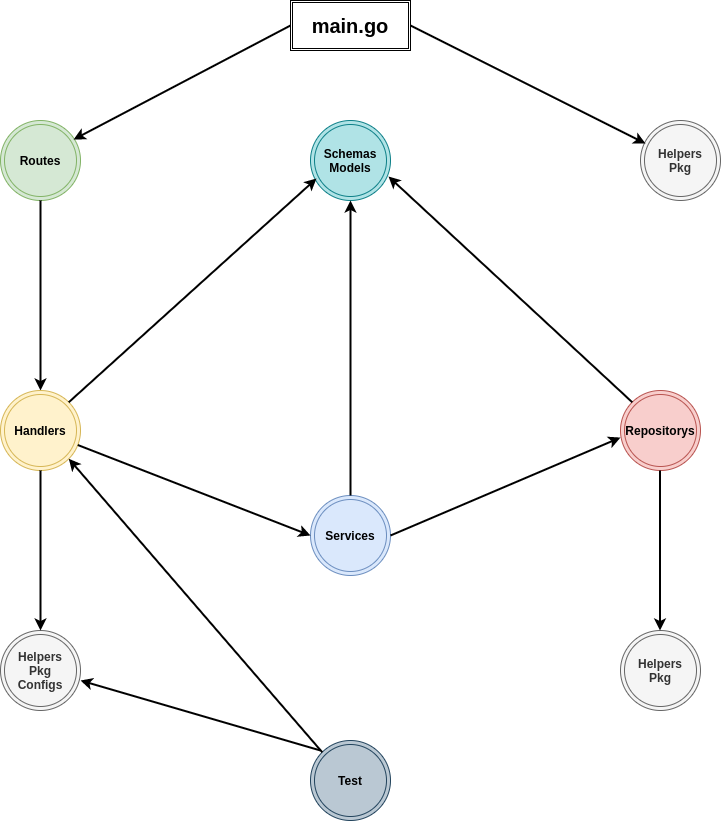 main.go
Routes
Schemas
Models
Helpers
Pkg
Handlers
Repositorys
Services
Helpers
Pkg
Configs
Helpers
Pkg
Test